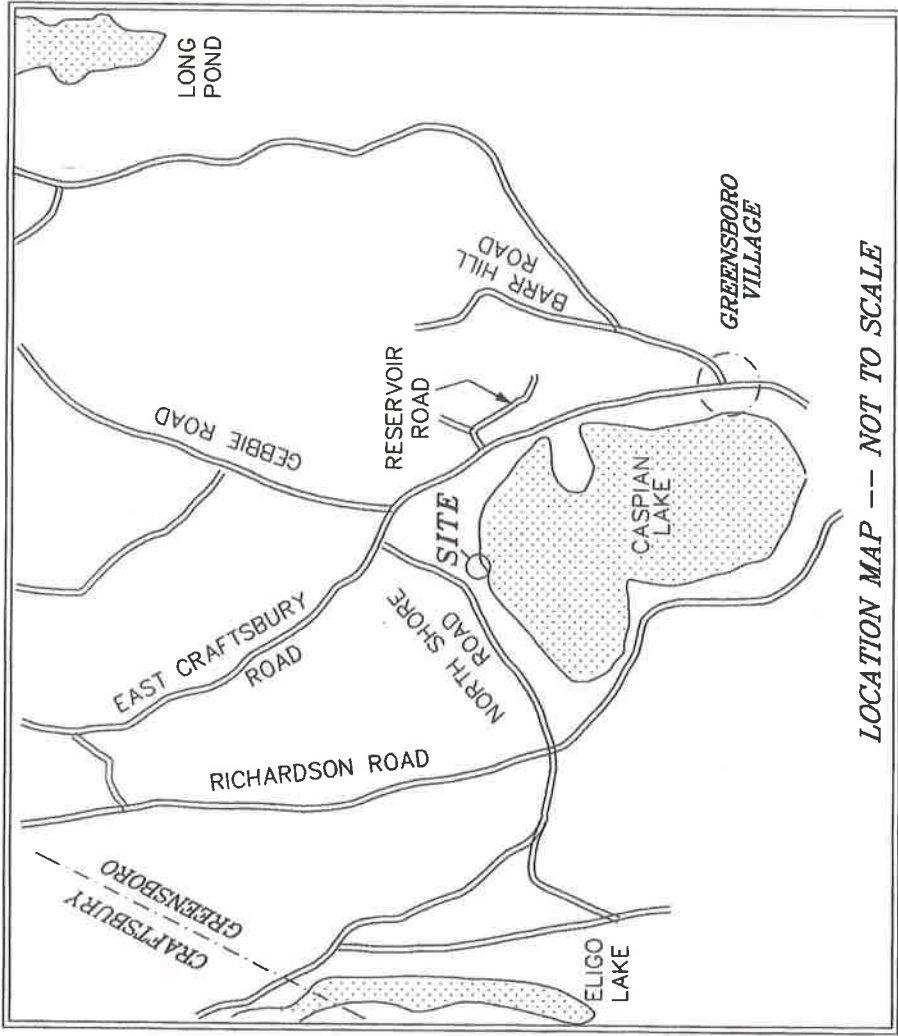 LONG
POND
BARR HILL
ROAD
GREENSBORO
VILLAGE
GEBBIE ROAD
RESERVOIR
ROAD
SITE
CASPIAN
LAKE
EAST CRAFTSBURY
ROAD
NORTH SHORE
ROAD
RICHARDSON ROAD
CRAFTSBURY
GREENSBORO
ELIGO
LAKE
LOCATION MAP -- NOT TO SCALE